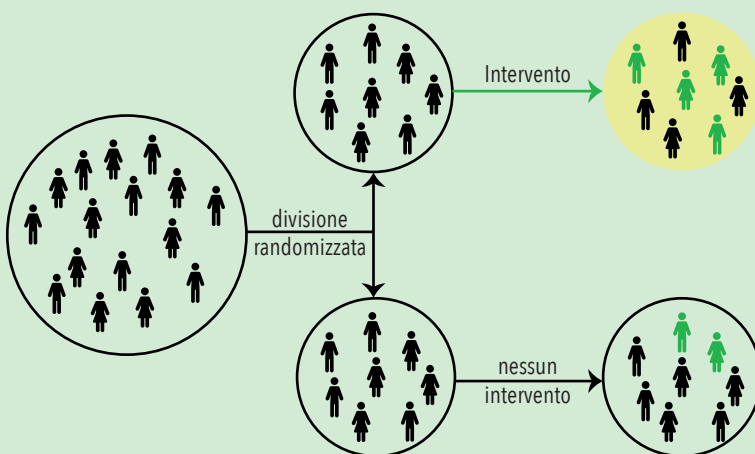 Intervento
divisione
randomizzata
nessun
intervento